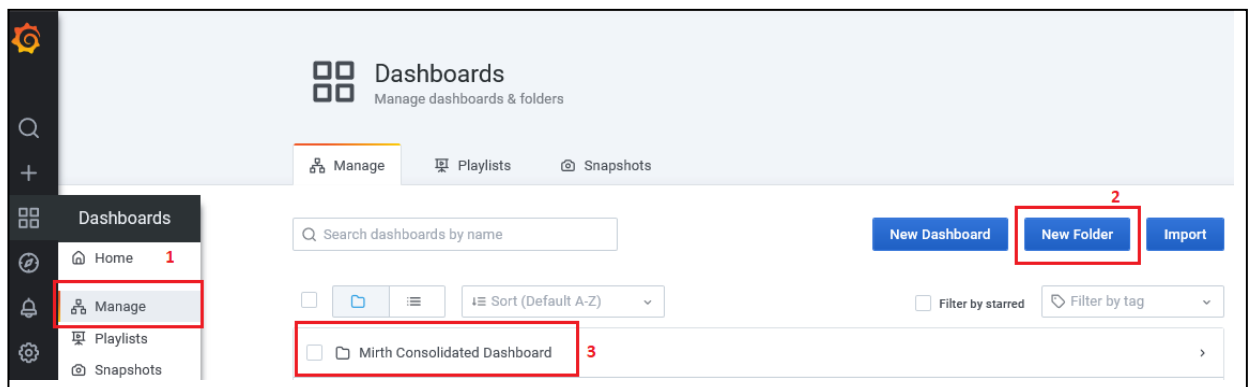 Dashboards
Manage dashboards & folders
Manage Playlists Snapshots
2
Dashboards
Search dashboards by name New Dashboard New Folder Import
Home 1
Manage
Sort (Default A-Z) Filter by starred Filter by tag
Playlists
Mirth Consolidated Dashboard 3
Snapshots